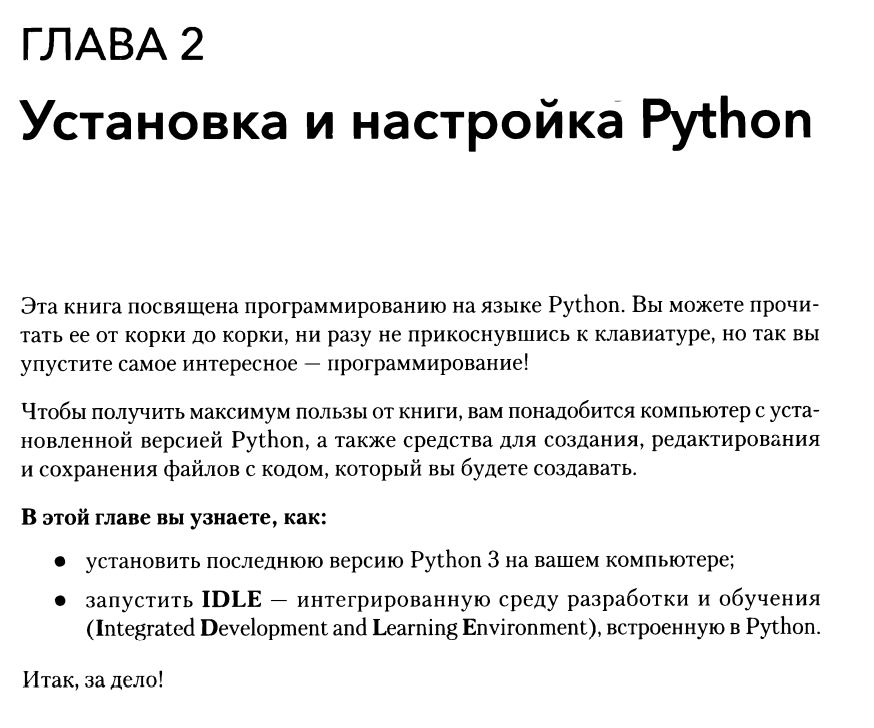 ГЛАВА 2
Установка и настройка Python
Эта книга посвящена программированию на языке Python. Вы можете прочи-
тать ее от корки до корки, ни разу не прикоснувшись к клавиатуре, но так вы
упустите самое интересное — программирование!
Чтобы получить максимум пользы от книги, вам понадобится компьютер с уста-
новленной версией Python, а также средства для создания, редактирования
и сохранения файлов с кодом, который вы будете создавать.
В этой главе вы узнаете, как:
● установить последнюю версию Python 3 на вашем компьютере;
● запустить IDLE — интегрированную среду разработки и обучения
(Integrated Development and Learning Environment), встроенную в Python.
Итак, за дело!